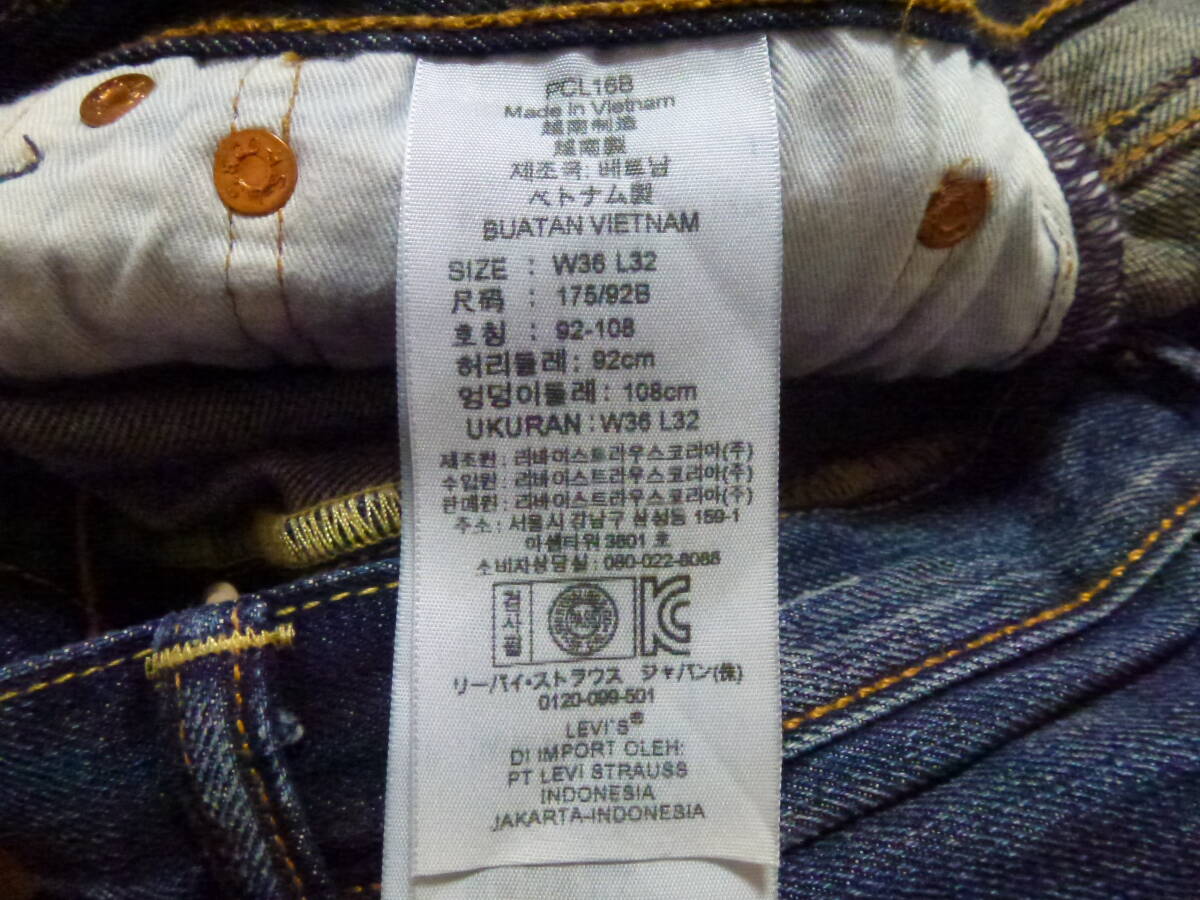 PCL16B
Made in Vietnam
越南制造
越南製
제조국: 베트남
ベトナム製
BUATAN VIETNAM
SIZE : W36 L32
尺碼 : 175/92B
호칭 : 92-108
허리둘레: 92cm
엉덩이둘레: 108cm
UKURAN : W36 L32
제조원 : 리바이스트라우스코리아(주)
수입원 : 리바이스트라우스코리아(주)
판매원 : 리바이스트라우스코리아(주)
주소 : 서울시 강남구 삼성동 159-1
아셈타워 3601 호
소비자상담실 : 080-022-8088
검사필
KC
リーバイ・ストラウス ジャパン(株)
0120-099-501
LEVI'S®
DI IMPORT OLEH:
PT LEVI STRAUSS
INDONESIA
JAKARTA-INDONESIA